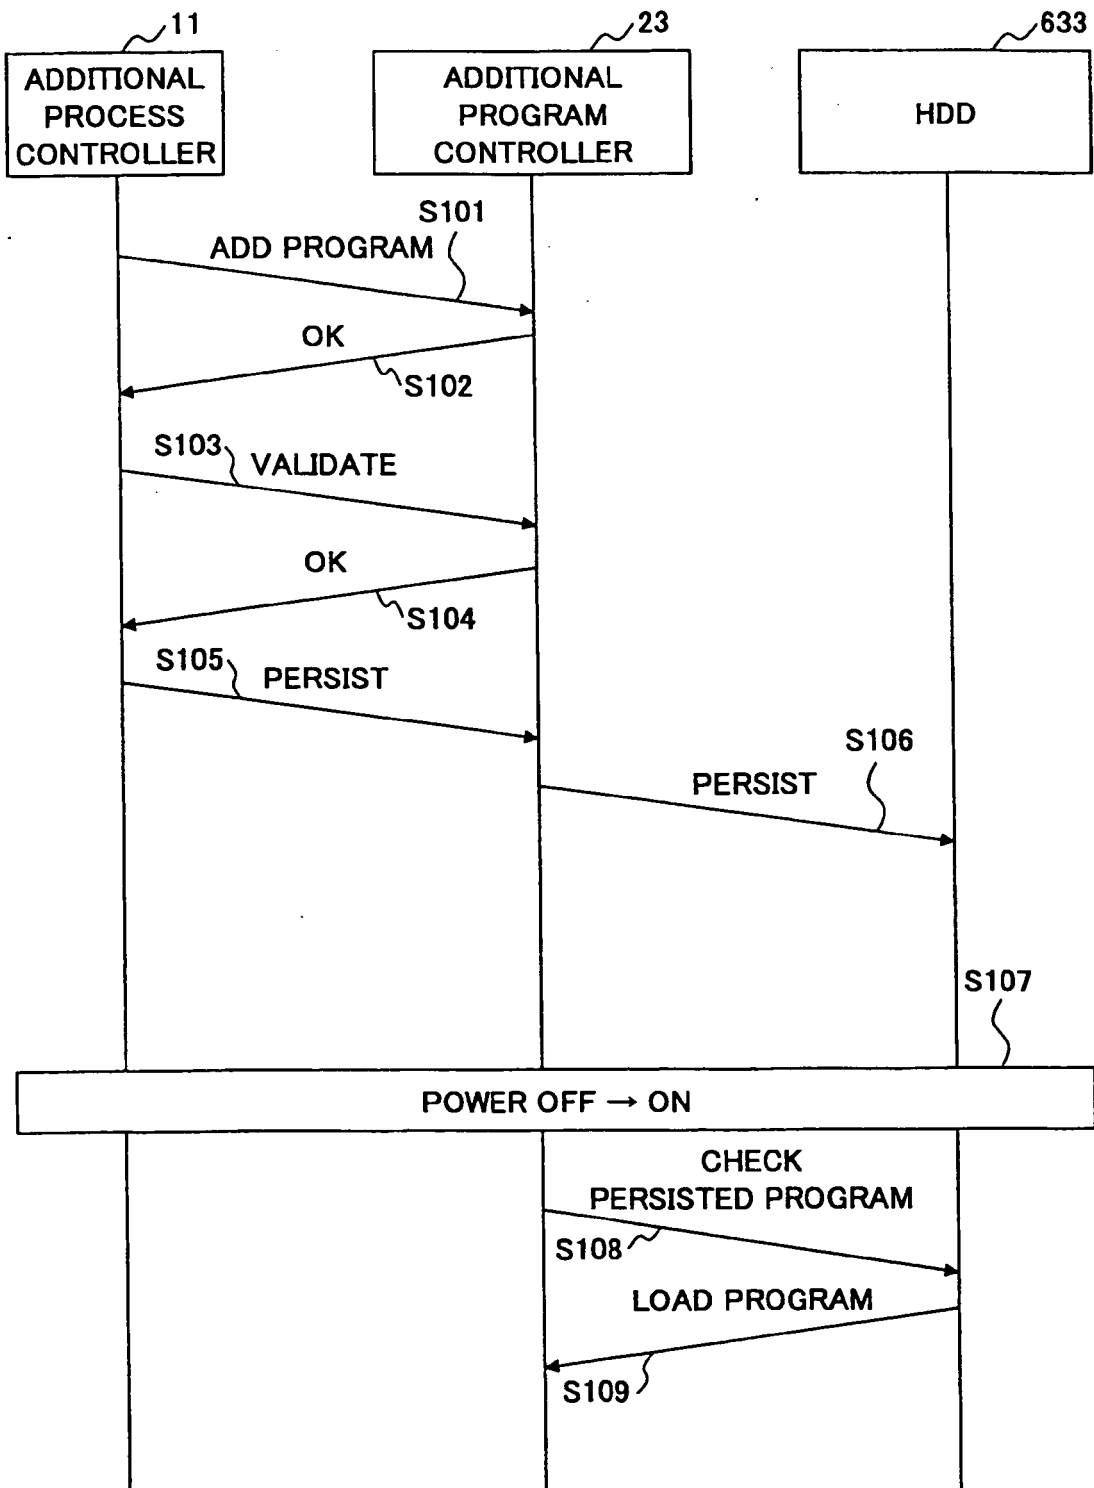 11
23
633
ADDITIONAL
PROCESS
CONTROLLER
ADDITIONAL
PROGRAM
CONTROLLER
HDD
S101
ADD PROGRAM
OK
S102
S103
VALIDATE
OK
S104
S105
PERSIST
S106
PERSIST
S107
POWER OFF → ON
CHECK
PERSISTED PROGRAM
S108
LOAD PROGRAM
S109